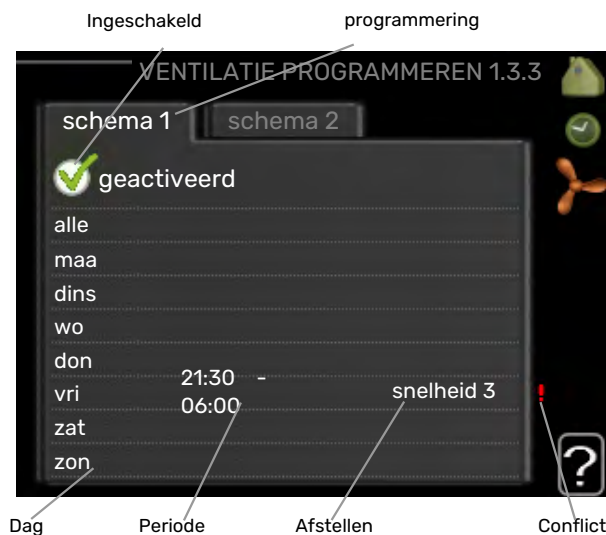 Ingeschakeld programmering
VENTILATIE PROGRAMMEREN 1.3.3
schema 1 schema 2
geactiveerd
alle
maa
dins
wo
don
vri 21:30 - snelheid 3 !
06:00
zat
zon
?
Dag Periode Afstellen Conflict